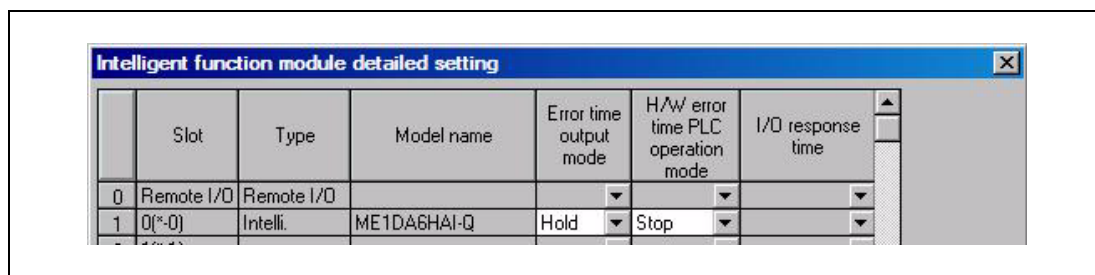 Intelligent function module detailed setting
Slot Type Model name Error time output mode H/W error time PLC operation mode I/O response time
0 Remote I/O Remote I/O
1 0(*-0) Intelli. ME1DA6HAI-Q Hold Stop